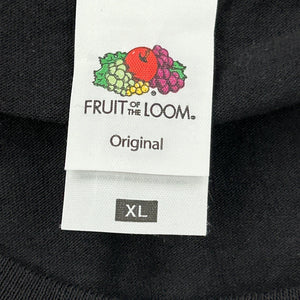 FRUIT OF THE LOOM®
Original
XL